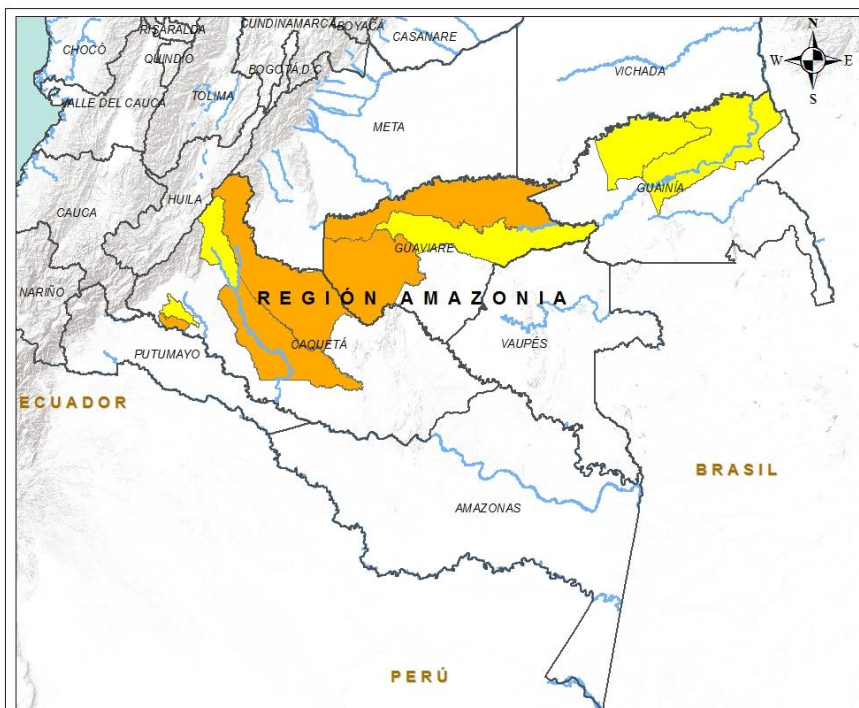 RISARALDA
CUNDINAMARCA
BOYACÁ
CHOCÓ
QUINDIO
CASANARE
N
W
E
S
BOGOTÁ D.C
VICHADA
VALLE DEL CAUCA
TOLIMA
META
HUILA
GUAINÍA
CAUCA
GUAVIARE
NARIÑO
REGIÓN AMAZONIA
CAQUETÁ
VAUPÉS
PUTUMAYO
ECUADOR
BRASIL
AMAZONAS
PERÚ